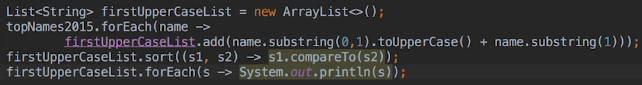 List<String> firstUpperCaseList = new ArrayList<>();
topNames2015.forEach(name ->
firstUpperCaseList.add(name.substring(0,1).toUpperCase() + name.substring(1)));
firstUpperCaseList.sort((s1, s2) -> s1.compareTo(s2));
firstUpperCaseList.forEach(s -> System.out.println(s));